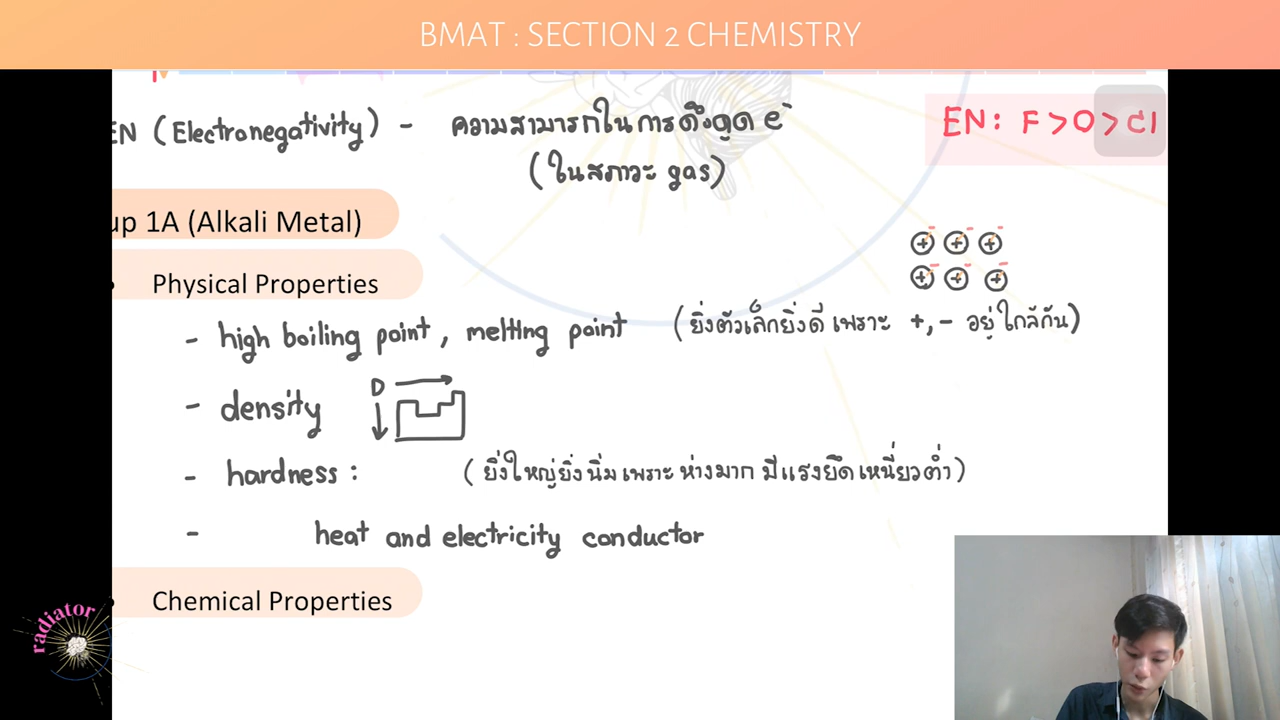 BMAT : SECTION 2 CHEMISTRY
EN (Electronegativity) - ความสามารถในการดึงดูด e⁻
(ในสภาวะ gas)
EN: F > O > Cl
up 1A (Alkali Metal)
Physical Properties
- high boiling point, melting point (ยิ่งตัวเล็กยิ่งดี เพราะ +,- อยู่ใกล้กัน)
- density D
- hardness : (ยิ่งใหญ่ยิ่งนิ่ม เพราะ ห่างมาก มีแรงยึดเหนี่ยวต่ำ)
- heat and electricity conductor
Chemical Properties
radiator